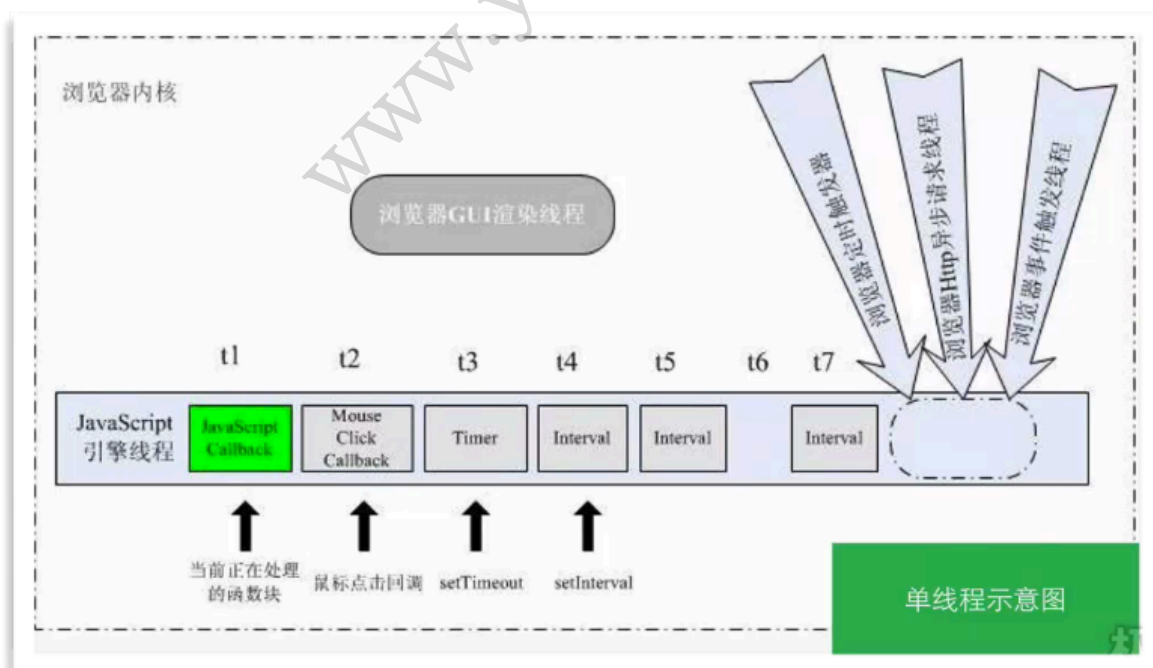 www.y
浏览器内核
浏览器GUI渲染线程
浏览器定时触发器
浏览器Http异步请求线程
浏览器事件触发线程
t1
t2
t3
t4
t5
t6
t7
JavaScript
引擎线程
JavaScript
Callback
Mouse
Click
Callback
Timer
Interval
Interval
Interval
当前正在处理
的函数块
鼠标点击回调
setTimeout
setInterval
单线程示意图